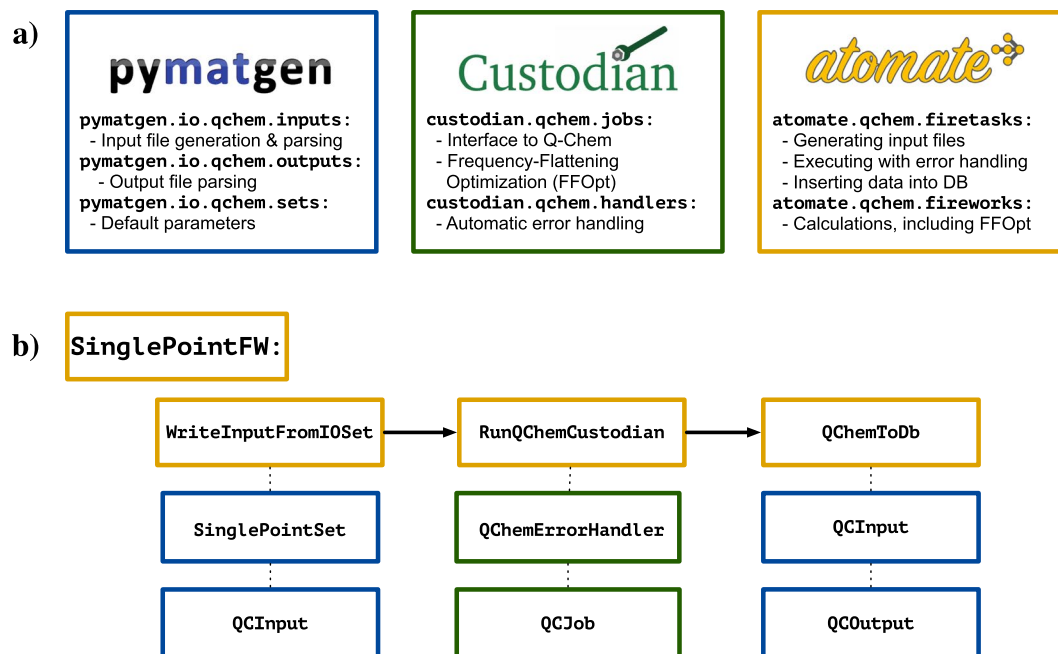 a)
pymatgen
pymatgen.io.qchem.inputs:
- Input file generation & parsing
pymatgen.io.qchem.outputs:
- Output file parsing
pymatgen.io.qchem.sets:
- Default parameters
Custodian
custodian.qchem.jobs:
- Interface to Q-Chem
- Frequency-Flattening
Optimization (FFOpt)
custodian.qchem.handlers:
- Automatic error handling
atomate
atomate.qchem.firetasks:
- Generating input files
- Executing with error handling
- Inserting data into DB
atomate.qchem.fireworks:
- Calculations, including FFOpt
b)
SinglePointFW:
WriteInputFromIOSet
RunQChemCustodian
QChemToDb
SinglePointSet
QChemErrorHandler
QCInput
QCInput
QCJob
QCOutput